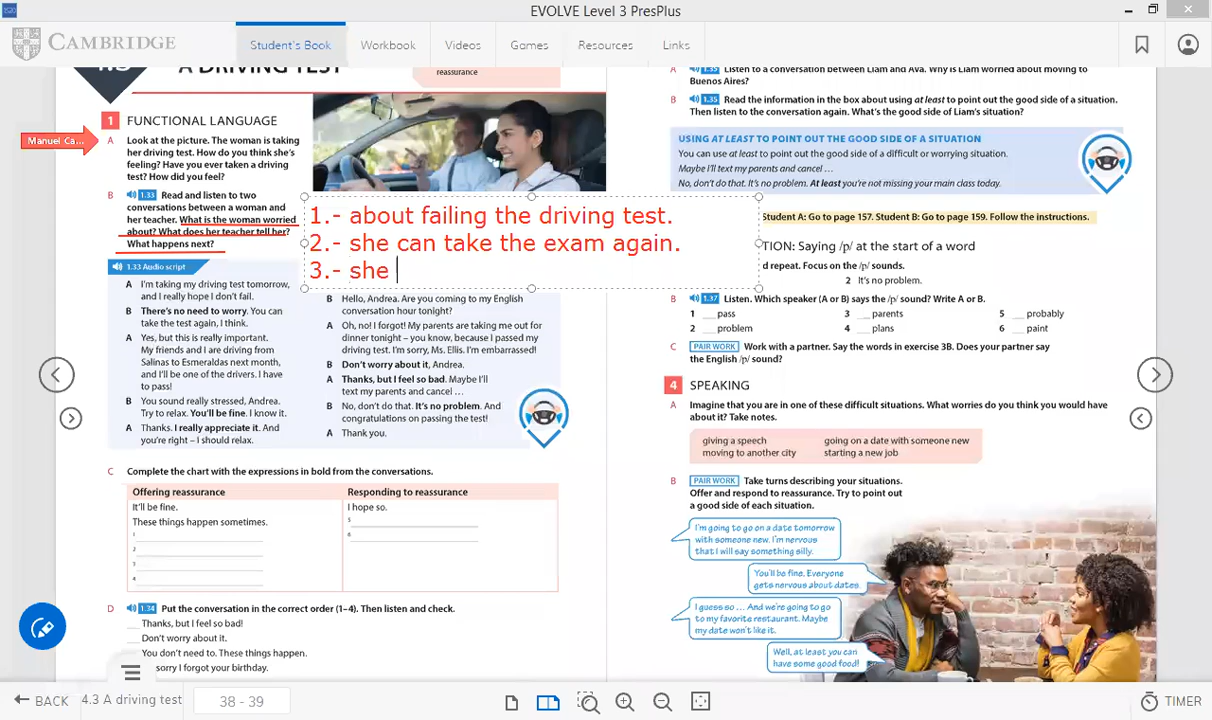 EVOLVE Level 3 PresPlus
CAMBRIDGE
Student's Book
Workbook
Videos
Games
Resources
Links
A DRIVING TEST
reassurance
1 FUNCTIONAL LANGUAGE
Manuel Ca...
A Look at the picture. The woman is taking
her driving test. How do you think she's
feeling? Have you ever taken a driving
test? How did you feel?
B 1.33 Read and listen to two
conversations between a woman and
her teacher. What is the woman worried
about? What does her teacher tell her?
What happens next?
1.- about failing the driving test.
2.- she can take the exam again.
3.- she
1.33 Audio script
A I'm taking my driving test tomorrow,
and I really hope I don't fail.
B There's no need to worry. You can
take the test again, I think.
A Yes, but this is really important.
My friends and I are driving from
Salinas to Esmeraldas next month,
and I'll be one of the drivers. I have
to pass!
B You sound really stressed, Andrea.
Try to relax. You'll be fine. I know it.
A Thanks. I really appreciate it. And
you're right – I should relax.
B Hello, Andrea. Are you coming to my English
conversation hour tonight?
A Oh, no! I forgot! My parents are taking me out for
dinner tonight – you know, because I passed my
driving test. I'm sorry, Ms. Ellis. I'm embarrassed!
B Don't worry about it, Andrea.
A Thanks, but I feel so bad. Maybe I'll
text my parents and cancel …
B No, don't do that. It's no problem. And
congratulations on passing the test!
A Thank you.
C Complete the chart with the expressions in bold from the conversations.
Offering reassurance
It'll be fine.
These things happen sometimes.
1
2
3
4
Responding to reassurance
I hope so.
5
6
D 1.34 Put the conversation in the correct order (1–4). Then listen and check.
Thanks, but I feel so bad!
Don't worry about it.
You don't need to. These things happen.
sorry I forgot your birthday.
A 1.35 Listen to a conversation between Liam and Ava. Why is Liam worried about moving to
Buenos Aires?
B 1.35 Read the information in the box about using at least to point out the good side of a situation.
Then listen to the conversation again. What's the good side of Liam's situation?
USING AT LEAST TO POINT OUT THE GOOD SIDE OF A SITUATION
You can use at least to point out the good side of a difficult or worrying situation.
Maybe I'll text my parents and cancel …
No, don't do that. It's no problem. At least you're not missing your main class today.
Student A: Go to page 157. Student B: Go to page 159. Follow the instructions.
TION: Saying /p/ at the start of a word
d repeat. Focus on the /p/ sounds.
2 It's no problem.
B 1.37 Listen. Which speaker (A or B) says the /p/ sound? Write A or B.
1 pass 3 parents 5 probably
2 problem 4 plans 6 paint
C PAIR WORK Work with a partner. Say the words in exercise 3B. Does your partner say
the English /p/ sound?
4 SPEAKING
A Imagine that you are in one of these difficult situations. What worries do you think you would have
about it? Take notes.
giving a speech going on a date with someone new
moving to another city starting a new job
B PAIR WORK Take turns describing your situations.
Offer and respond to reassurance. Try to point out
a good side of each situation.
I'm going to go on a date tomorrow
with someone new. I'm nervous
that I will say something silly.
You'll be fine. Everyone
gets nervous about dates.
I guess so … And we're going to go
to my favorite restaurant. Maybe
my date won't like it.
Well, at least you can
have some good food!
BACK
4.3 A driving test
38 - 39
TIMER